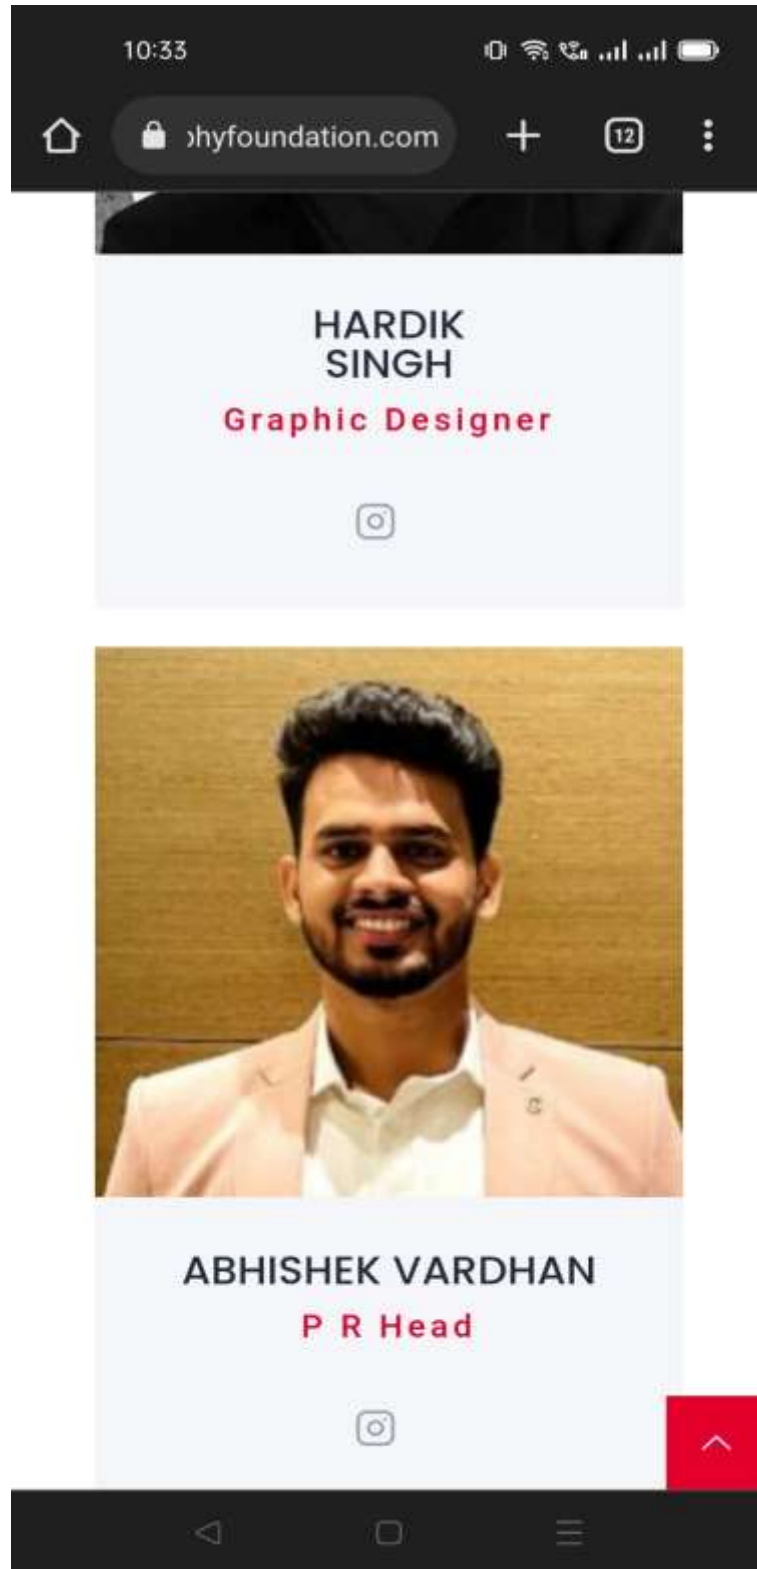 10:33
hyfoundation.com
12
HARDIK
SINGH
Graphic Designer
ABHISHEK VARDHAN
P R Head